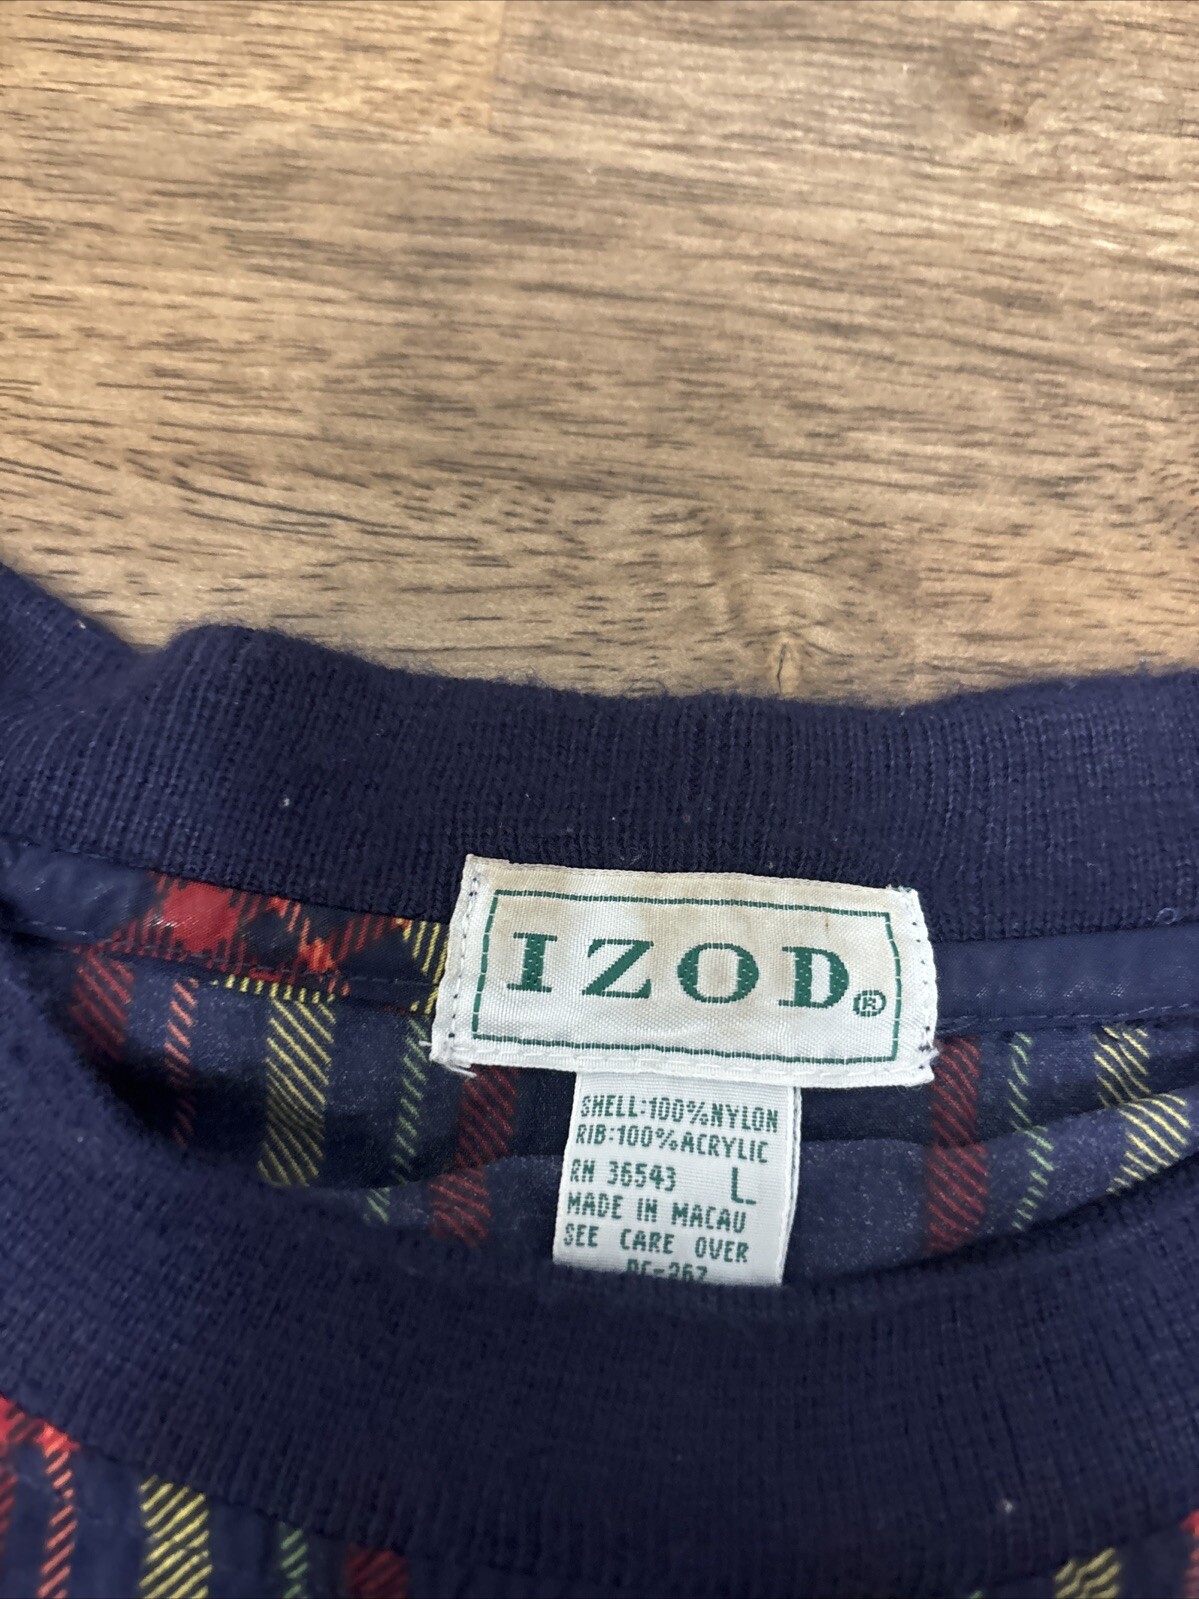 IZOD®
SHELL:100%NYLON
RIB:100%ACRYLIC
RN 36543 L
MADE IN MACAU
SEE CARE OVER